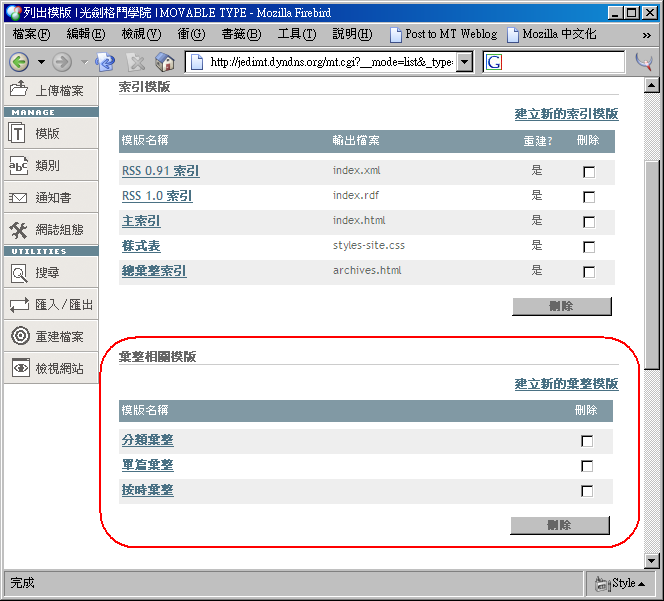 列出模版 | 光劍格鬥學院 | MOVABLE TYPE - Mozilla Firebird
檔案(F) 編輯(E) 檢視(V) 衝(G) 書籤(B) 工具(T) 說明(H) Post to MT Weblog Mozilla 中文化 »
http://jedimt.dyndns.org/mt.cgi?__mode=list&_type=
G
上傳檔案
MANAGE
模版
類別
通知書
網誌組態
UTILITIES
搜尋
匯入/匯出
重建檔案
檢視網站
索引模版
建立新的索引模版
模版名稱 輸出檔案 重建? 刪除
RSS 0.91 索引 index.xml 是
RSS 1.0 索引 index.rdf 是
主索引 index.html 是
樣式表 styles-site.css 是
總彙整索引 archives.html 是
刪除
彙整相關模版
建立新的彙整模版
模版名稱 刪除
分類彙整
單篇彙整
按時彙整
刪除
完成 Style